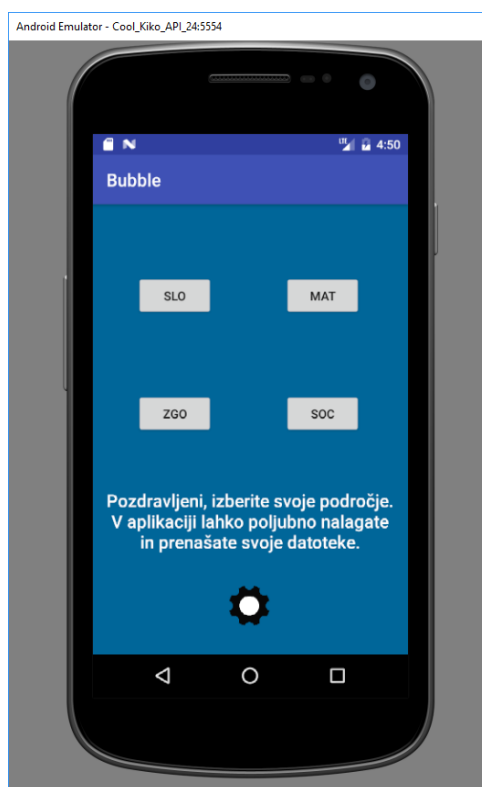 Android Emulator - Cool_Kiko_API_24:5554
LTE 4:50
Bubble
SLO MAT
ZGO SOC
Pozdravljeni, izberite svoje področje.
V aplikaciji lahko poljubno nalagate
in prenašate svoje datoteke.